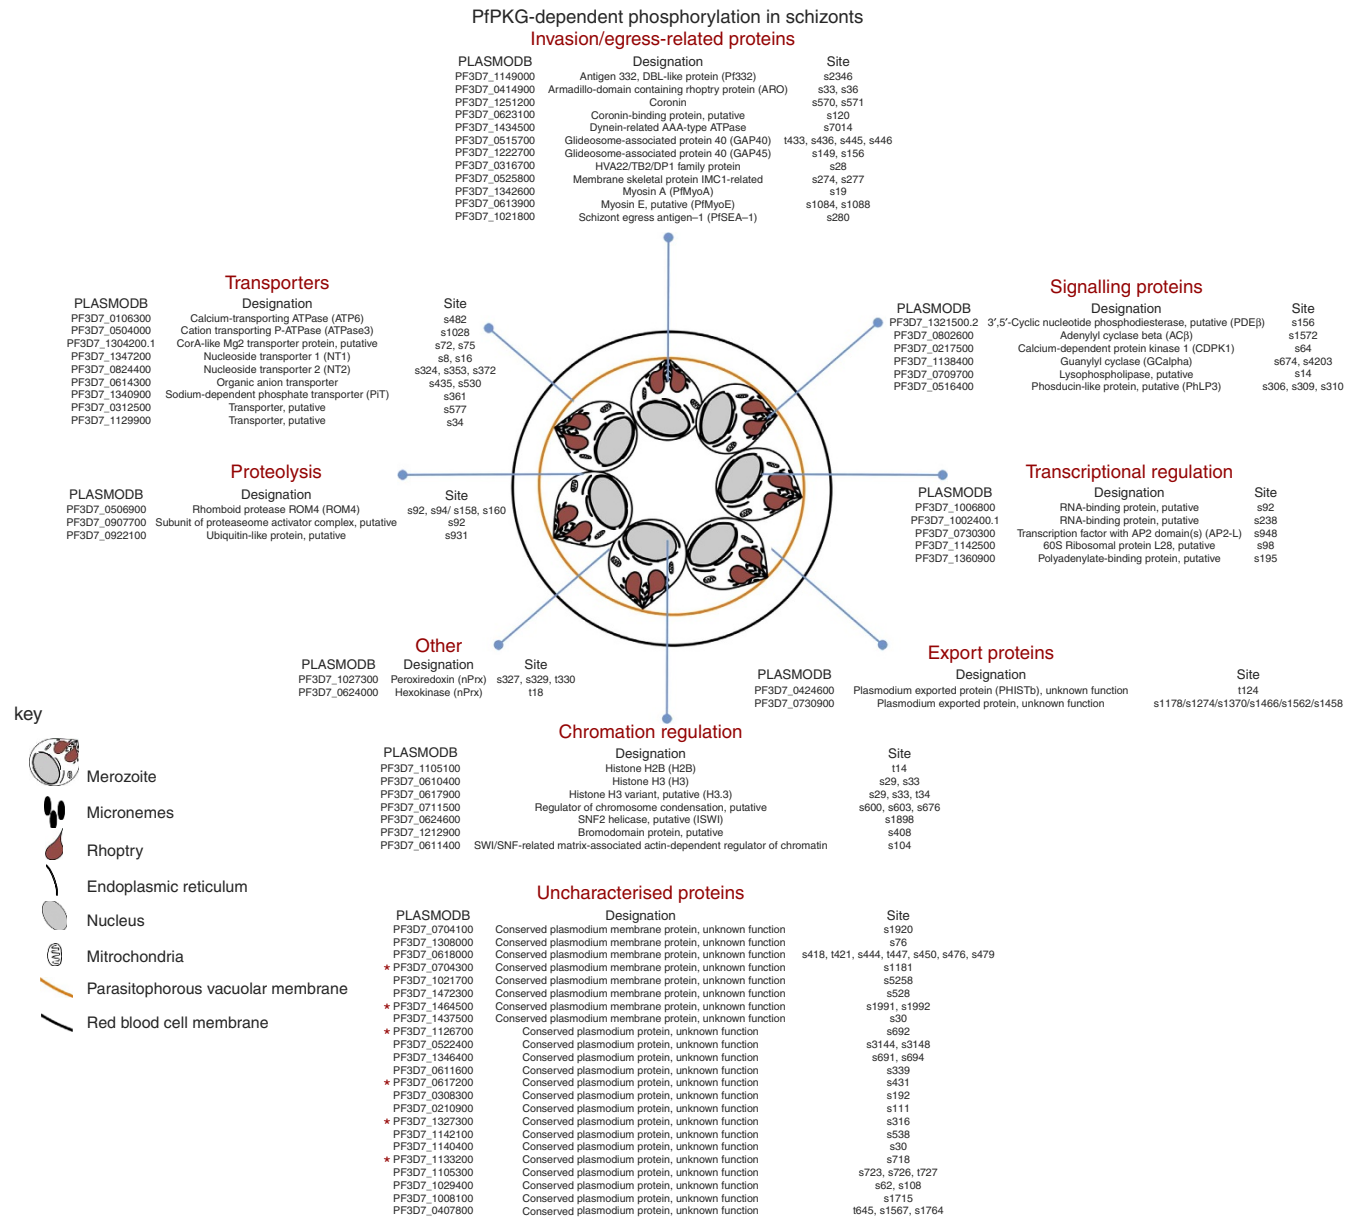 PfPKG-dependent phosphorylation in schizonts
Invasion/egress-related proteins
PLASMODB Designation Site
PF3D7_1149000 Antigen 332, DBL-like protein (Pf332) s2346
PF3D7_0414900 Armadillo-domain containing rhoptry protein (ARO) s33, s36
PF3D7_1251200 Coronin s570, s571
PF3D7_0623100 Coronin-binding protein, putative s120
PF3D7_1434500 Dynein-related AAA-type ATPase s7014
PF3D7_0515700 Glideosome-associated protein 40 (GAP40) t433, s436, s445, s446
PF3D7_1222700 Glideosome-associated protein 40 (GAP45) s149, s156
PF3D7_0316700 HVA22/TB2/DP1 family protein s28
PF3D7_0525800 Membrane skeletal protein IMC1-related s274, s277
PF3D7_1342600 Myosin A (PfMyoA) s19
PF3D7_0613900 Myosin E, putative (PfMyoE) s1084, s1088
PF3D7_1021800 Schizont egress antigen–1 (PfSEA–1) s280
Transporters
PLASMODB Designation Site
PF3D7_0106300 Calcium-transporting ATPase (ATP6) s482
PF3D7_0504000 Cation transporting P-ATPase (ATPase3) s1028
PF3D7_1304200.1 CorA-like Mg2 transporter protein, putative s72, s75
PF3D7_1347200 Nucleoside transporter 1 (NT1) s8, s16
PF3D7_0824400 Nucleoside transporter 2 (NT2) s324, s353, s372
PF3D7_0614300 Organic anion transporter s435, s530
PF3D7_1340900 Sodium-dependent phosphate transporter (PiT) s361
PF3D7_0312500 Transporter, putative s577
PF3D7_1129900 Transporter, putative s34
Signalling proteins
PLASMODB Designation Site
PF3D7_1321500.2 3′,5′-Cyclic nucleotide phosphodiesterase, putative (PDEβ) s156
PF3D7_0802600 Adenylyl cyclase beta (ACβ) s1572
PF3D7_0217500 Calcium-dependent protein kinase 1 (CDPK1) s64
PF3D7_1138400 Guanylyl cyclase (GCalpha) s674, s4203
PF3D7_0709700 Lysophospholipase, putative s14
PF3D7_0516400 Phosducin-like protein, putative (PhLP3) s306, s309, s310
Proteolysis
PLASMODB Designation Site
PF3D7_0506900 Rhomboid protease ROM4 (ROM4) s92, s94/ s158, s160
PF3D7_0907700 Subunit of proteaseome activator complex, putative s92
PF3D7_0922100 Ubiquitin-like protein, putative s931
Transcriptional regulation
PLASMODB Designation Site
PF3D7_1006800 RNA-binding protein, putative s92
PF3D7_1002400.1 RNA-binding protein, putative s238
PF3D7_0730300 Transcription factor with AP2 domain(s) (AP2-L) s948
PF3D7_1142500 60S Ribosomal protein L28, putative s98
PF3D7_1360900 Polyadenylate-binding protein, putative s195
Other
PLASMODB Designation Site
PF3D7_1027300 Peroxiredoxin (nPrx) s327, s329, t330
PF3D7_0624000 Hexokinase (nPrx) t18
Export proteins
PLASMODB Designation Site
PF3D7_0424600 Plasmodium exported protein (PHISTb), unknown function t124
PF3D7_0730900 Plasmodium exported protein, unknown function s1178/s1274/s1370/s1466/s1562/s1458
Chromation regulation
PLASMODB Designation Site
PF3D7_1105100 Histone H2B (H2B) t14
PF3D7_0610400 Histone H3 (H3) s29, s33
PF3D7_0617900 Histone H3 variant, putative (H3.3) s29, s33, t34
PF3D7_0711500 Regulator of chromosome condensation, putative s600, s603, s676
PF3D7_0624600 SNF2 helicase, putative (ISWI) s1898
PF3D7_1212900 Bromodomain protein, putative s408
PF3D7_0611400 SWI/SNF-related matrix-associated actin-dependent regulator of chromatin s104
key
Merozoite
Micronemes
Rhoptry
Endoplasmic reticulum
Nucleus
Mitochondria
Parasitophorous vacuolar membrane
Red blood cell membrane
Uncharacterised proteins
PLASMODB Designation Site
PF3D7_0704100 Conserved plasmodium membrane protein, unknown function s1920
PF3D7_1308000 Conserved plasmodium membrane protein, unknown function s76
PF3D7_0618000 Conserved plasmodium membrane protein, unknown function s418, t421, s444, t447, s450, s476, s479
* PF3D7_0704300 Conserved plasmodium membrane protein, unknown function s1181
PF3D7_1021700 Conserved plasmodium membrane protein, unknown function s5258
PF3D7_1472300 Conserved plasmodium membrane protein, unknown function s528
* PF3D7_1464500 Conserved plasmodium membrane protein, unknown function s1991, s1992
PF3D7_1437500 Conserved plasmodium membrane protein, unknown function s30
* PF3D7_1126700 Conserved plasmodium protein, unknown function s692
PF3D7_0522400 Conserved plasmodium protein, unknown function s3144, s3148
PF3D7_1346400 Conserved plasmodium protein, unknown function s691, s694
PF3D7_0611600 Conserved plasmodium protein, unknown function s339
* PF3D7_0617200 Conserved plasmodium protein, unknown function s431
PF3D7_0308300 Conserved plasmodium protein, unknown function s192
PF3D7_0210900 Conserved plasmodium protein, unknown function s111
* PF3D7_1327300 Conserved plasmodium protein, unknown function s316
PF3D7_1142100 Conserved plasmodium protein, unknown function s538
PF3D7_1140400 Conserved plasmodium protein, unknown function s30
* PF3D7_1133200 Conserved plasmodium protein, unknown function s718
PF3D7_1105300 Conserved plasmodium protein, unknown function s723, s726, t727
PF3D7_1029400 Conserved plasmodium protein, unknown function s62, s108
PF3D7_1008100 Conserved plasmodium protein, unknown function s1715
PF3D7_0407800 Conserved plasmodium protein, unknown function t645, s1567, s1764